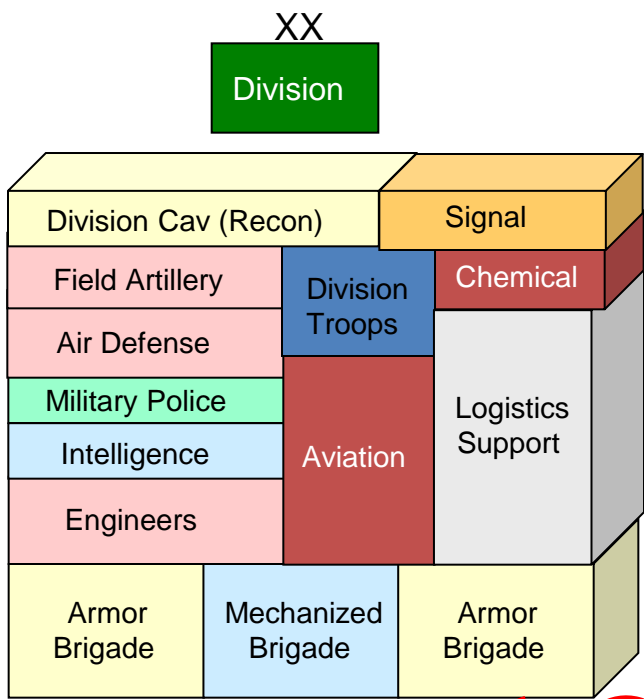 XX
Division
Division Cav (Recon)
Signal
Field Artillery
Division
Troops
Chemical
Air Defense
Military Police
Logistics
Support
Intelligence
Aviation
Engineers
Armor
Brigade
Mechanized
Brigade
Armor
Brigade